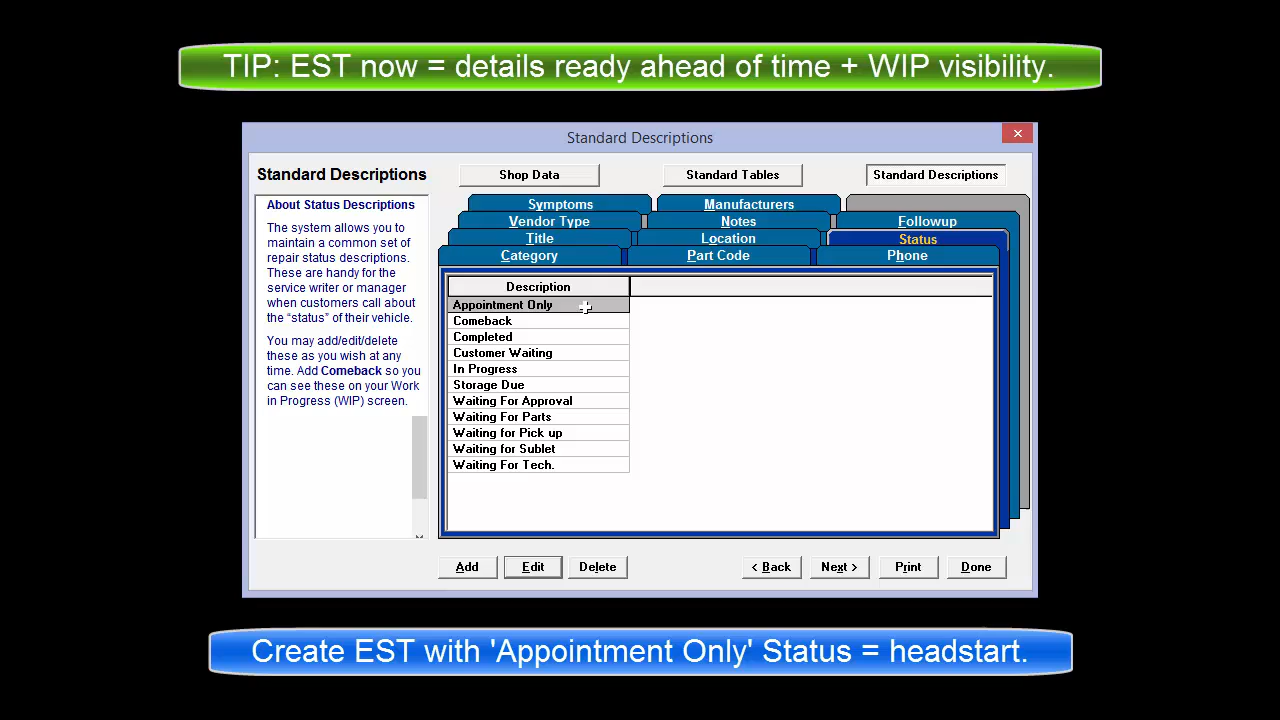 TIP: EST now = details ready ahead of time + WIP visibility.
Standard Descriptions
Standard Descriptions
Shop Data
Standard Tables
Standard Descriptions
Symptoms
Manufacturers
Vendor Type
Notes
Followup
Title
Location
Status
Category
Part Code
Phone
About Status Descriptions
The system allows you to
maintain a common set of
repair status descriptions.
These are handy for the
service writer or manager
when customers call about
the “status” of their vehicle.
You may add/edit/delete
these as you wish at any
time. Add Comeback so you
can see these on your Work
in Progress (WIP) screen.
Description
Appointment Only
Comeback
Completed
Customer Waiting
In Progress
Storage Due
Waiting For Approval
Waiting For Parts
Waiting for Pick up
Waiting for Sublet
Waiting For Tech.
Add
Edit
Delete
< Back
Next >
Print
Done
Create EST with 'Appointment Only' Status = headstart.